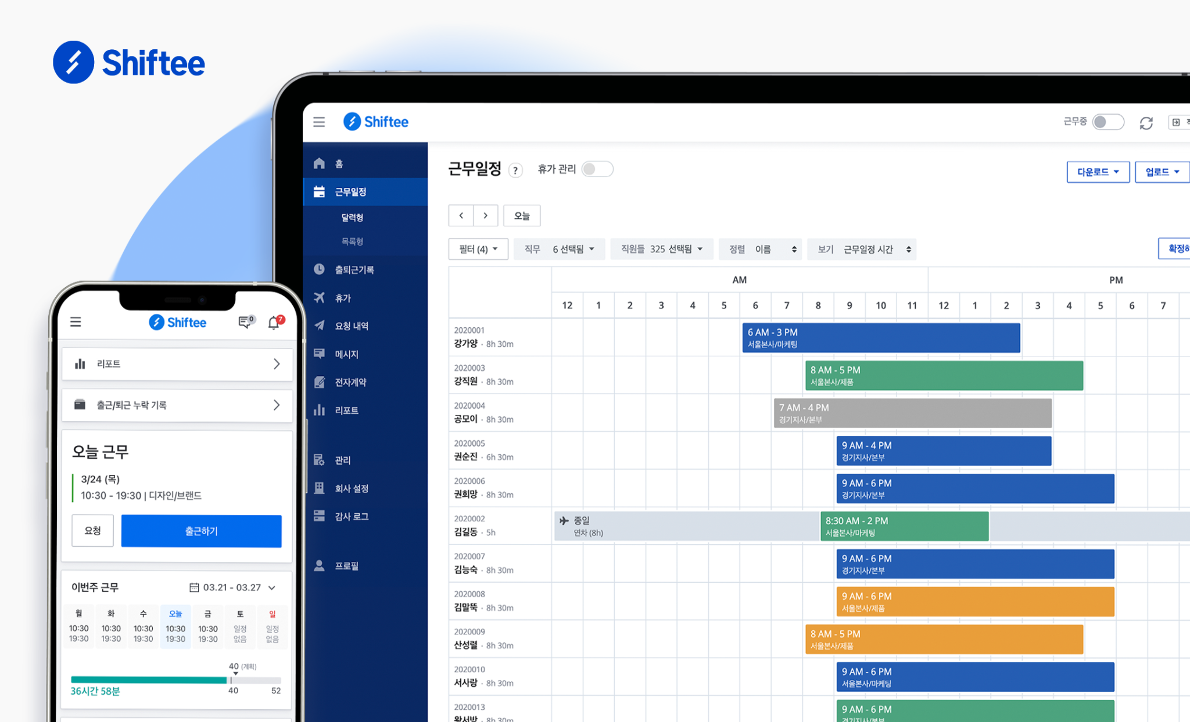 Shiftee
Shiftee
근무중
홈
근무일정
달력형
목록형
출퇴근기록
휴가
요청 내역
메시지
전자계약
리포트
관리
회사 설정
감사 로그
프로필
근무일정 ? 휴가 관리
다운로드
업로드
오늘
필터 (4)
직무 6 선택됨
직원들 325 선택됨
정렬 이름
보기 근무일정 시간
AM PM
12 1 2 3 4 5 6 7 8 9 10 11 12 1 2 3 4 5 6 7
2020001
강가양 · 8h 30m
6 AM - 3 PM
서울본사/마케팅
2020003
강직원 · 8h 30m
8 AM - 5 PM
서울본사/제품
2020004
공모이 · 8h 30m
7 AM - 4 PM
경기지사/본부
2020005
권순진 · 6h 30m
9 AM - 4 PM
경기지사/본부
2020006
권희망 · 8h 30m
9 AM - 6 PM
경기지사/본부
2020002
김길동 · 5h
종일
연차 (8h)
8:30 AM - 2 PM
서울본사/마케팅
2020007
김능숙 · 8h 30m
9 AM - 6 PM
경기지사/본부
2020008
김말뚝 · 8h 30m
9 AM - 6 PM
서울본사/제품
2020009
산성렬 · 8h 30m
8 AM - 5 PM
서울본사/제품
2020010
서사랑 · 8h 30m
9 AM - 6 PM
서울본사/마케팅
2020013
왕서방 · 8h 30m
9 AM - 6 PM
서울본사/제품
Shiftee
0
7
리포트
출근/퇴근 누락 기록
오늘 근무
3/24 (목)
10:30 - 19:30 | 디자인/브랜드
요청
출근하기
이번주 근무
03.21 - 03.27
월 화 수 오늘 금 토 일
10:30 10:30 10:30 10:30 10:30 일정 일정
19:30 19:30 19:30 19:30 19:30 없음 없음
40 (계획)
36시간 58분
40 52